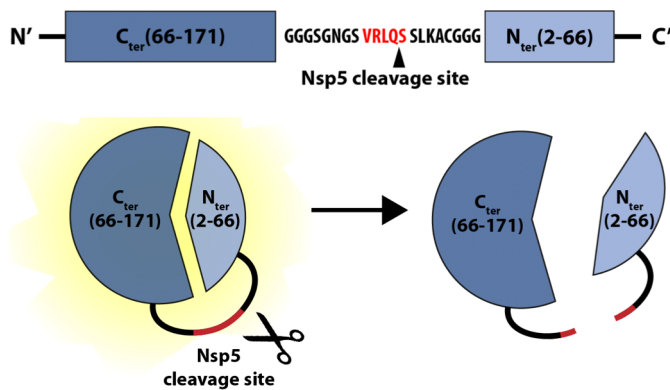 N' Cter(66-171) GGGSGNGS VRLQS SLKACGGG Nter(2-66) C'
Nsp5 cleavage site
Cter
(66-171)
Nter
(2-66)
Nsp5
cleavage site
Cter
(66-171)
Nter
(2-66)